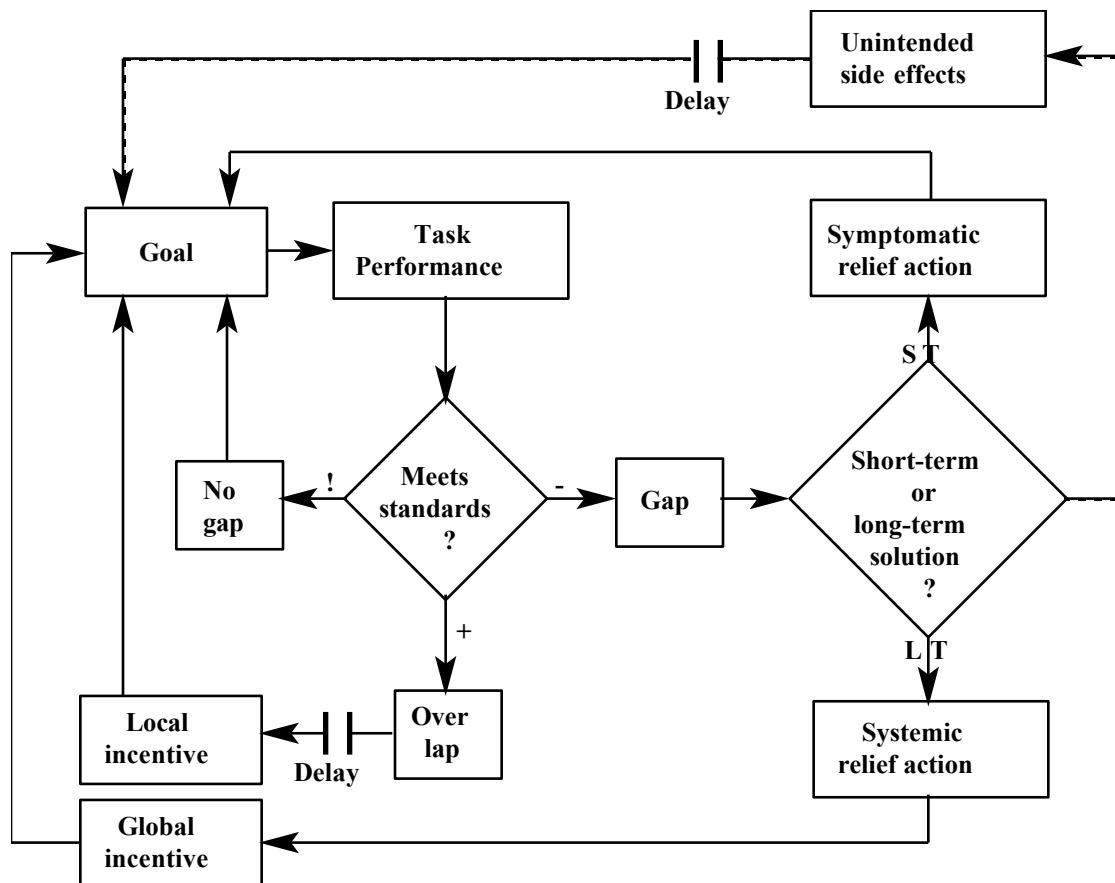 Unintended
side effects
Delay
Goal
Task
Performance
Symptomatic
relief action
S T
No
gap
!
Meets
standards
?
-
Gap
Short-term
or
long-term
solution
?
+
L T
Local
incentive
Delay
Over
lap
Systemic
relief action
Global
incentive